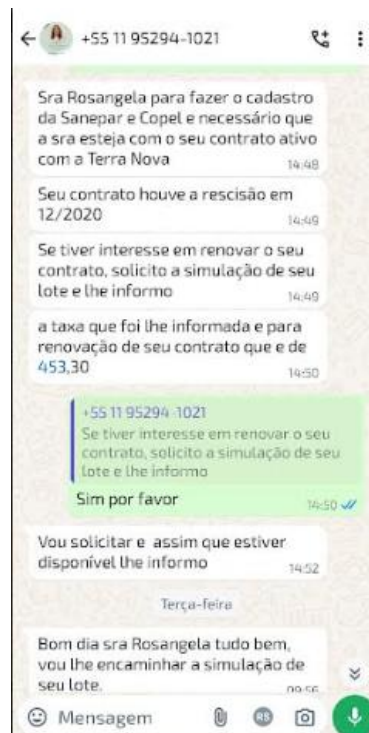 +55 11 95294-1021
Sra Rosangela para fazer o cadastro
da Sanepar e Copel e necessário que
a sra esteja com o seu contrato ativo
com a Terra Nova
14:48
Seu contrato houve a rescisão em
12/2020
14:49
Se tiver interesse em renovar o seu
contrato, solicito a simulação de seu
lote e lhe informo
14:49
a taxa que foi lhe informada e para
renovação de seu contrato que e de
453,30
14:50
+55 11 95294-1021
Se tiver interesse em renovar o seu
contrato, solicito a simulação de seu
lote e lhe informo
Sim por favor
14:50
Vou solicitar e assim que estiver
disponível lhe informo
14:52
Terça-feira
Bom dia sra Rosangela tudo bem,
vou lhe encaminhar a simulação de
seu lote.
09:56
Mensagem
R$